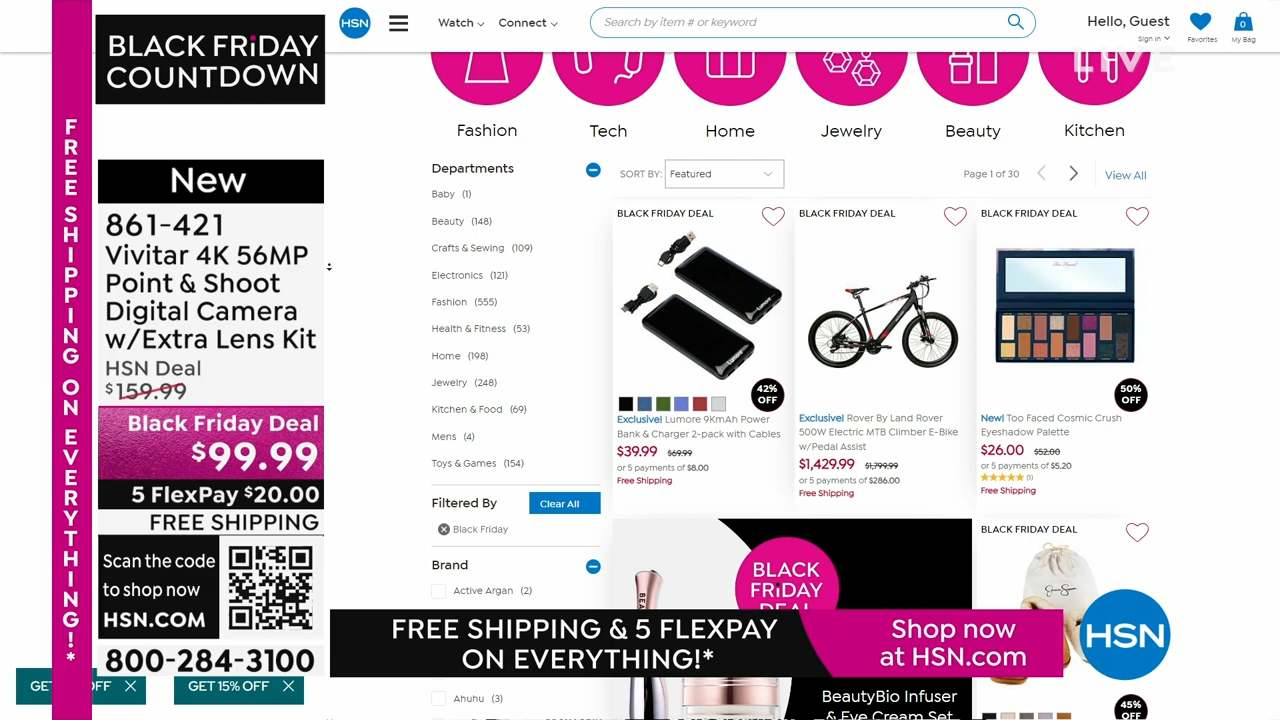 FREE SHIPPING ON EVERYTHING!*
BLACK FRiDAY
COUNTDOWN
New
861-421
Vivitar 4K 56MP
Point & Shoot
Digital Camera
w/Extra Lens Kit
HSN Deal
$159.99
Black Friday Deal
$99.99
5 FlexPay $20.00
FREE SHIPPING
Scan the code
to shop now
HSN.COM
800-284-3100
GET
OFF
GET 15% OFF
HSN
Watch
Connect
Search by item # or keyword
Hello, Guest
Sign in
Favorites
0
My Bag
LIVE
Fashion
Tech
Home
Jewelry
Beauty
Kitchen
Departments
Baby (1)
Beauty (148)
Crafts & Sewing (109)
Electronics (121)
Fashion (555)
Health & Fitness (53)
Home (198)
Jewelry (248)
Kitchen & Food (69)
Mens (4)
Toys & Games (154)
Filtered By
Clear All
Black Friday
Brand
Active Argan (2)
Ahuhu (3)
SORT BY: Featured
Page 1 of 30
View All
BLACK FRIDAY DEAL
Lumore
42%
OFF
Exclusive! Lumore 9KmAh Power
Bank & Charger 2-pack with Cables
$39.99 $69.99
or 5 payments of $8.00
Free Shipping
BLACK FRIDAY DEAL
Exclusive! Rover By Land Rover
500W Electric MTB Climber E-Bike
w/Pedal Assist
$1,429.99 $1,799.99
or 5 payments of $286.00
Free Shipping
BLACK FRIDAY DEAL
50%
OFF
New! Too Faced Cosmic Crush
Eyeshadow Palette
$26.00 $52.00
or 5 payments of $5.20
(1)
Free Shipping
BLACK
FRiDAY
DEAL
BeautyBio Infuser
& Eye Cream Set
BLACK FRIDAY DEAL
45%
OFF
FREE SHIPPING & 5 FLEXPAY
ON EVERYTHING!*
Shop now
at HSN.com
HSN